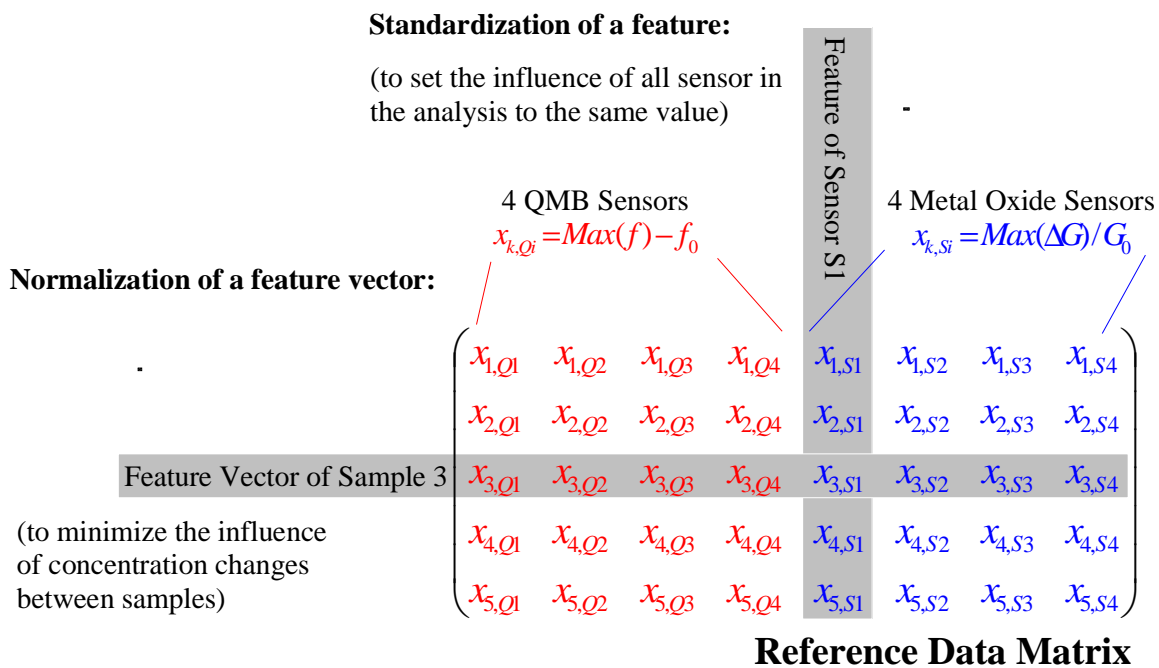 Standardization of a feature:
(to set the influence of all sensor in
the analysis to the same value)
Feature of Sensor S1
4 QMB Sensors
x_{k,Qi} = Max(f) − f_0
4 Metal Oxide Sensors
x_{k,Si} = Max(ΔG)/G_0
Normalization of a feature vector:
x_{1,Q1} x_{1,Q2} x_{1,Q3} x_{1,Q4} x_{1,S1} x_{1,S2} x_{1,S3} x_{1,S4}
x_{2,Q1} x_{2,Q2} x_{2,Q3} x_{2,Q4} x_{2,S1} x_{2,S2} x_{2,S3} x_{2,S4}
Feature Vector of Sample 3 x_{3,Q1} x_{3,Q2} x_{3,Q3} x_{3,Q4} x_{3,S1} x_{3,S2} x_{3,S3} x_{3,S4}
(to minimize the influence
of concentration changes
between samples)
x_{4,Q1} x_{4,Q2} x_{4,Q3} x_{4,Q4} x_{4,S1} x_{4,S2} x_{4,S3} x_{4,S4}
x_{5,Q1} x_{5,Q2} x_{5,Q3} x_{5,Q4} x_{5,S1} x_{5,S2} x_{5,S3} x_{5,S4}
Reference Data Matrix